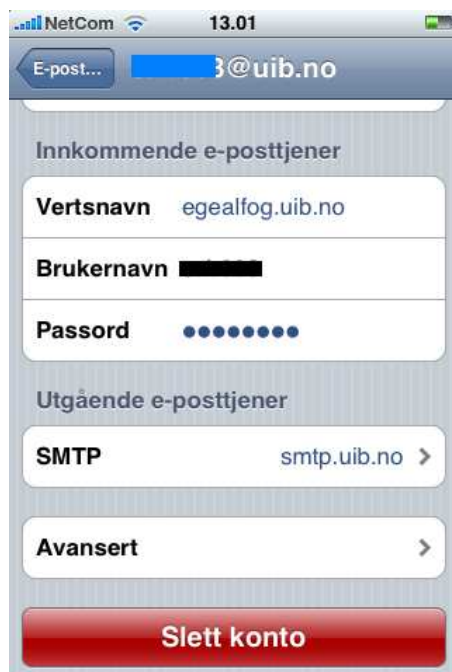 NetCom 13.01
E-post... 3@uib.no
Innkommende e-posttjener
Vertsnavn egealfog.uib.no
Brukernavn
Passord ●●●●●●●●
Utgående e-posttjener
SMTP smtp.uib.no >
Avansert >
Slett konto